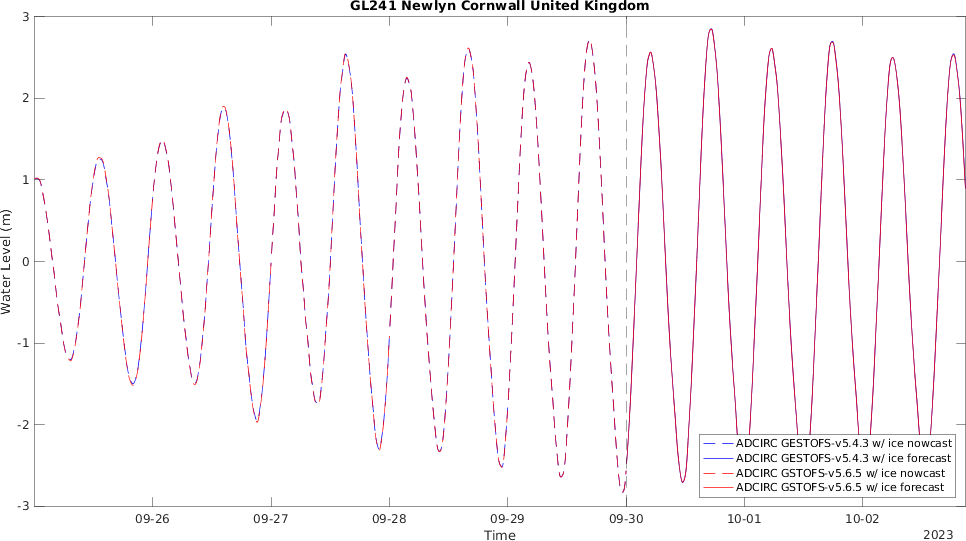 GL241 Newlyn Cornwall United Kingdom
Water Level (m)
3
2
1
0
-1
-2
-3
ADCIRC GESTOFS-v5.4.3 w/ ice nowcast
ADCIRC GESTOFS-v5.4.3 w/ ice forecast
ADCIRC GSTOFS-v5.6.5 w/ ice nowcast
ADCIRC GSTOFS-v5.6.5 w/ ice forecast
09-26 09-27 09-28 09-29 09-30 10-01 10-02
Time
2023